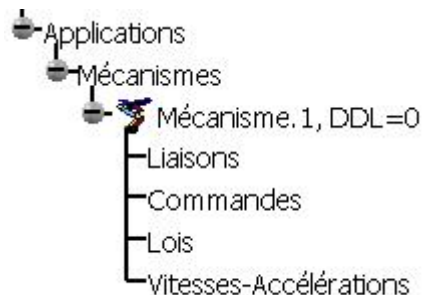 Applications
Mécanismes
Mécanisme.1, DDL=0
Liaisons
Commandes
Lois
Vitesses-Accélérations